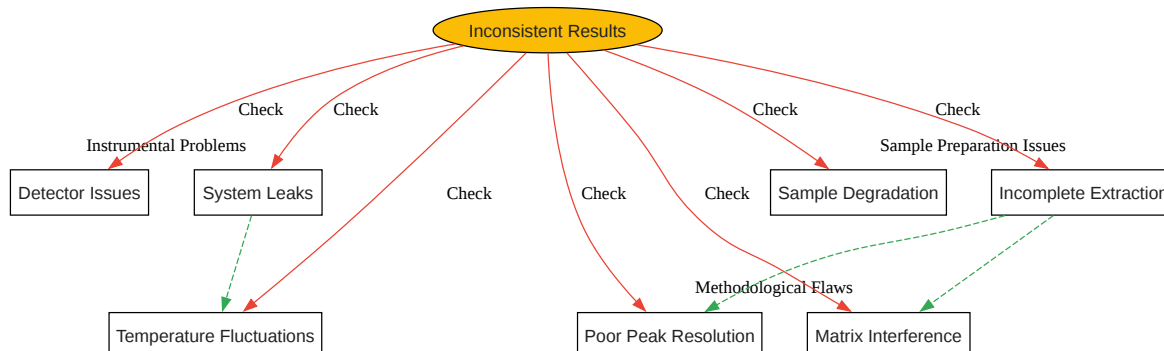 Inconsistent Results
Check
Check
Check
Check
Instrumental Problems
Sample Preparation Issues
Detector Issues
System Leaks
Check
Check
Check
Sample Degradation
Incomplete Extraction
Methodological Flaws
Temperature Fluctuations
Poor Peak Resolution
Matrix Interference